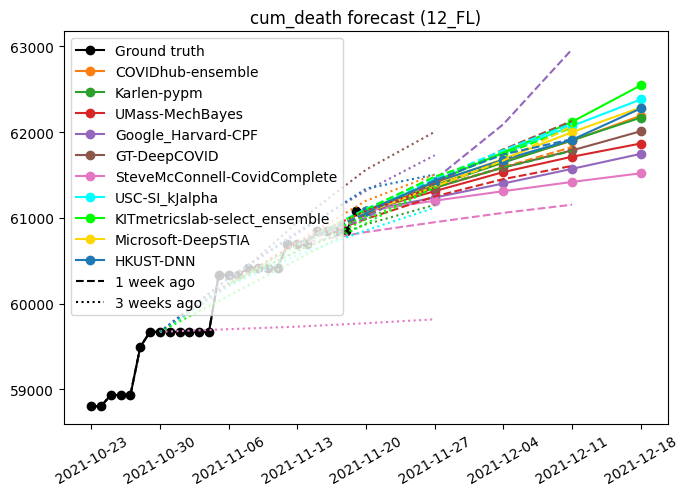 cum_death forecast (12_FL)
63000
62000
61000
60000
59000
Ground truth
COVIDhub-ensemble
Karlen-pypm
UMass-MechBayes
Google_Harvard-CPF
GT-DeepCOVID
SteveMcConnell-CovidComplete
USC-SI_kJalpha
KITmetricslab-select_ensemble
Microsoft-DeepSTIA
HKUST-DNN
1 week ago
3 weeks ago
2021-10-23
2021-10-30
2021-11-06
2021-11-13
2021-11-20
2021-11-27
2021-12-04
2021-12-11
2021-12-18